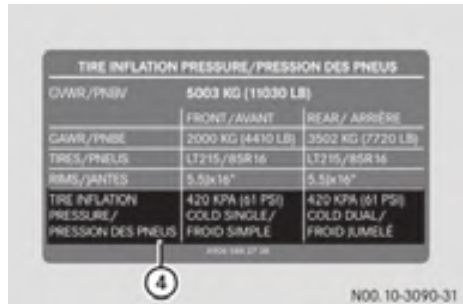 TIRE INFLATION PRESSURE/PRESSION DES PNEUS
GVWR/PNBV 5003 KG (11030 LB)
FRONT/AVANT REAR/ ARRIÈRE
GAWR/PNBE 2000 KG (4410 LB) 3502 KG (7720 LB)
TIRES/PNEUS LT215/85R16 LT215/85R16
RIMS/JANTES 5.5Jx16" 5.5Jx16"
TIRE INFLATION 420 KPA (61 PSI) 420 KPA (61 PSI)
PRESSURE/ COLD SINGLE/ COLD DUAL/
PRESSION DES PNEUS FROID SIMPLE FROID JUMELÉ
4
N00.10-3090-31